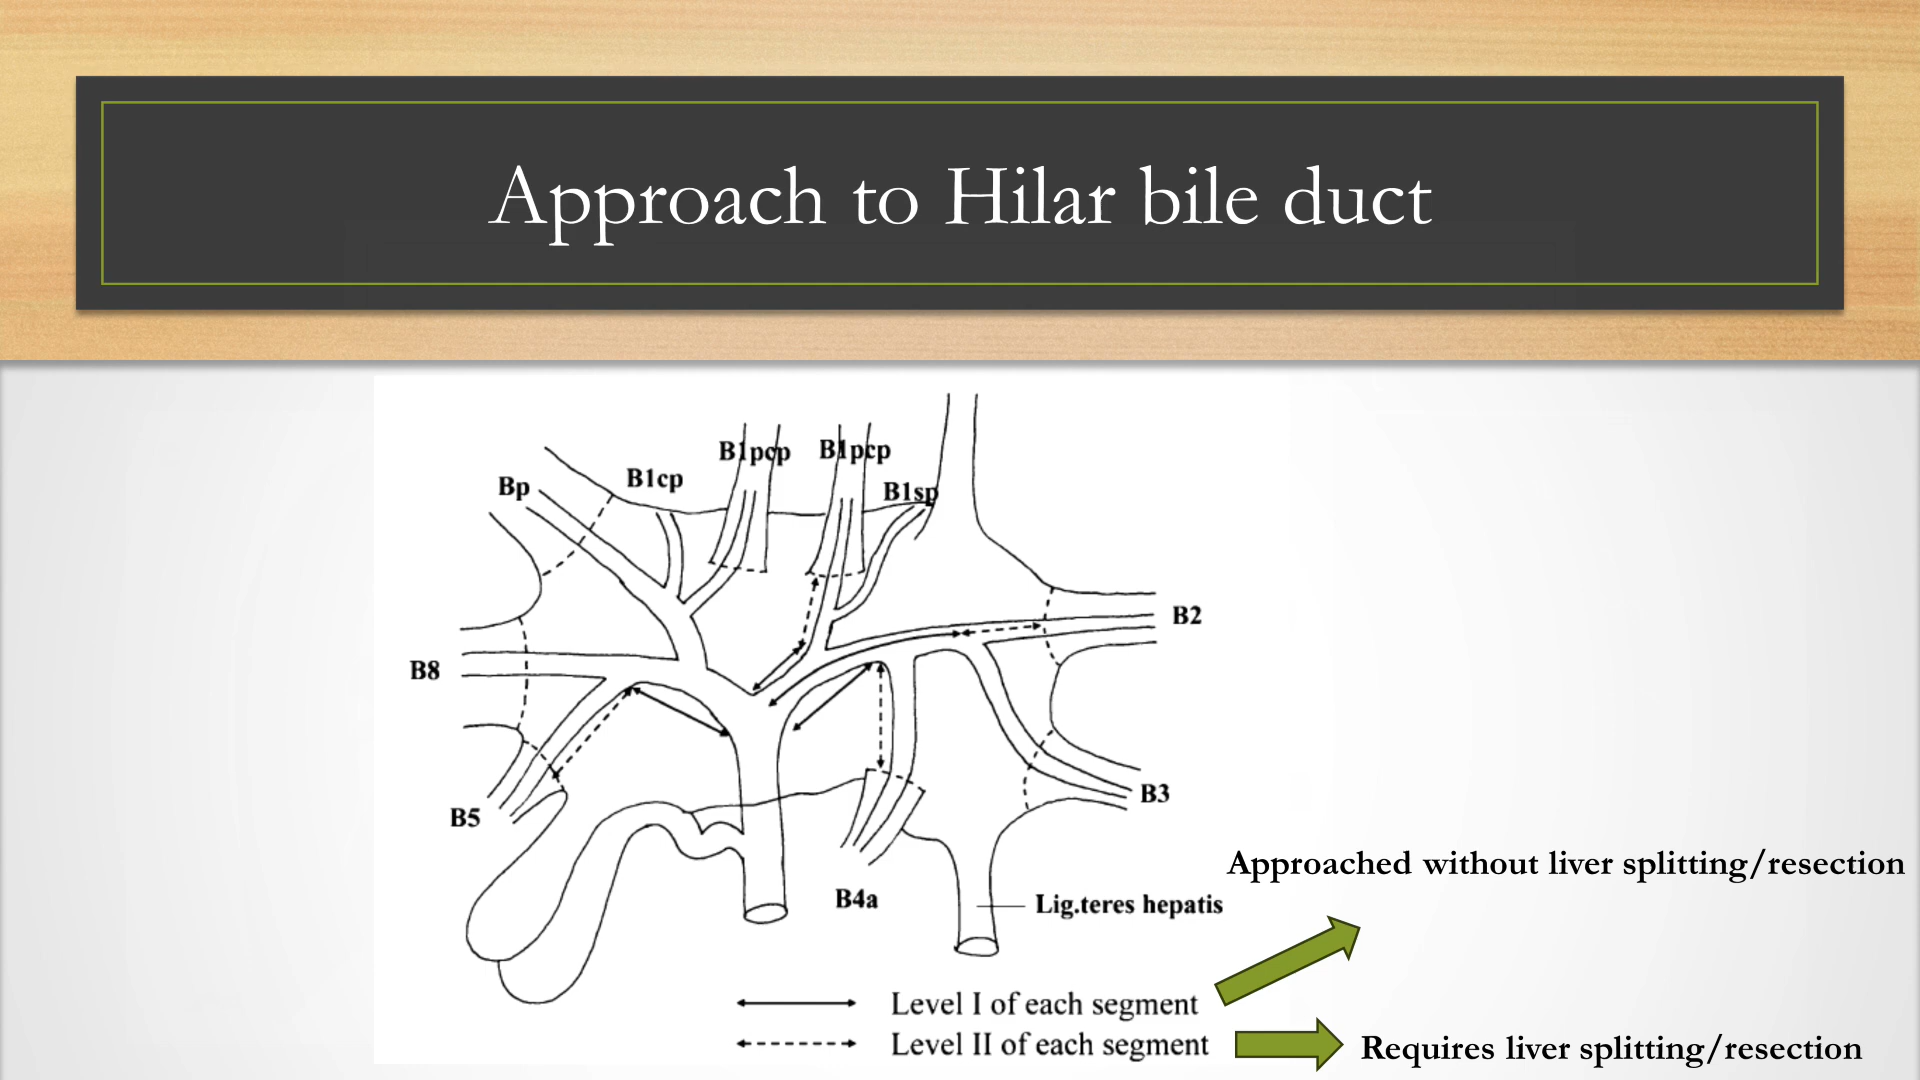 Approach to Hilar bile duct
B1pcp
B1pcp
B1cp
Bp
B1sp
B2
B8
B3
B5
Approached without liver splitting/resection
B4a
Lig.teres hepatis
Level I of each segment
Level II of each segment
Requires liver splitting/resection